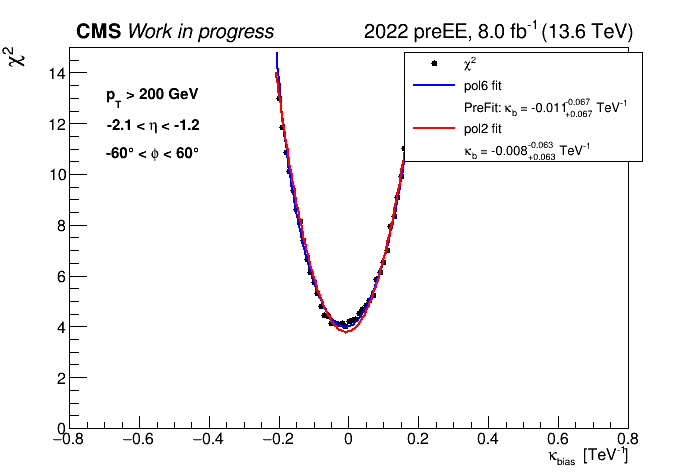 CMS Work in progress 2022 preEE, 8.0 fb⁻¹ (13.6 TeV)
χ²
14
12
10
8
6
4
2
0
p_T > 200 GeV
-2.1 < η < -1.2
-60° < ϕ < 60°
χ²
pol6 fit
PreFit: κ_b = -0.011^{-0.067}_{+0.067} TeV⁻¹
pol2 fit
κ_b = -0.008^{-0.063}_{+0.063} TeV⁻¹
−0.8 −0.6 −0.4 −0.2 0 0.2 0.4 0.6 0.8
κ_bias [TeV⁻¹]